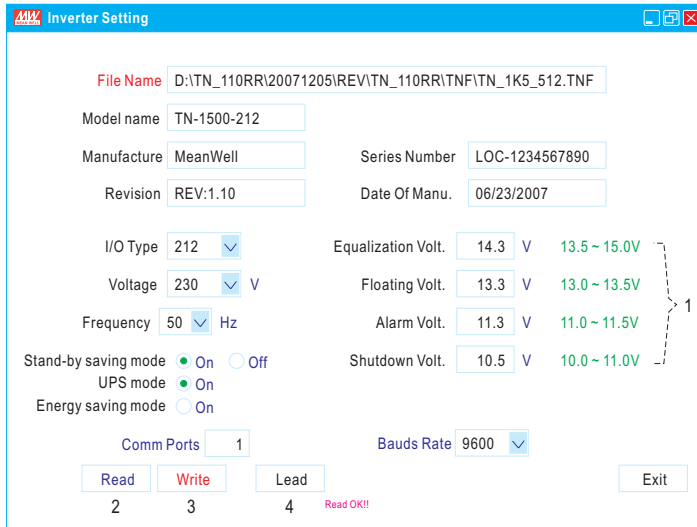 MW MEAN WELL Inverter Setting
File Name D:\TN_110RR\20071205\REV\TN_110RR\TNF\TN_1K5_512.TNF
Model name TN-1500-212
Manufacture MeanWell Series Number LOC-1234567890
Revision REV:1.10 Date Of Manu. 06/23/2007
I/O Type 212 Equalization Volt. 14.3 V 13.5 ~ 15.0V
Voltage 230 V Floating Volt. 13.3 V 13.0 ~ 13.5V
1
Frequency 50 Hz Alarm Volt. 11.3 V 11.0 ~ 11.5V
Stand-by saving mode On Off Shutdown Volt. 10.5 V 10.0 ~ 11.0V
UPS mode On
Energy saving mode On
Comm Ports 1 Bauds Rate 9600
Read Write Lead Exit
2 3 4 Read OK!!